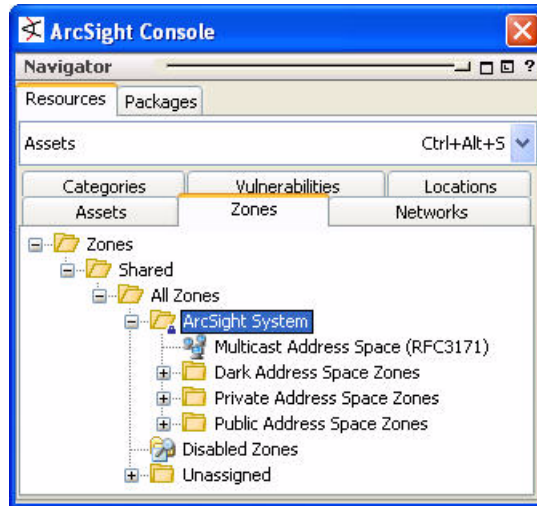 ArcSight Console
Navigator ?
Resources Packages
Assets Ctrl+Alt+S
Categories Vulnerabilities Locations
Assets Zones Networks
Zones
Shared
All Zones
ArcSight System
Multicast Address Space (RFC3171)
Dark Address Space Zones
Private Address Space Zones
Public Address Space Zones
Disabled Zones
Unassigned